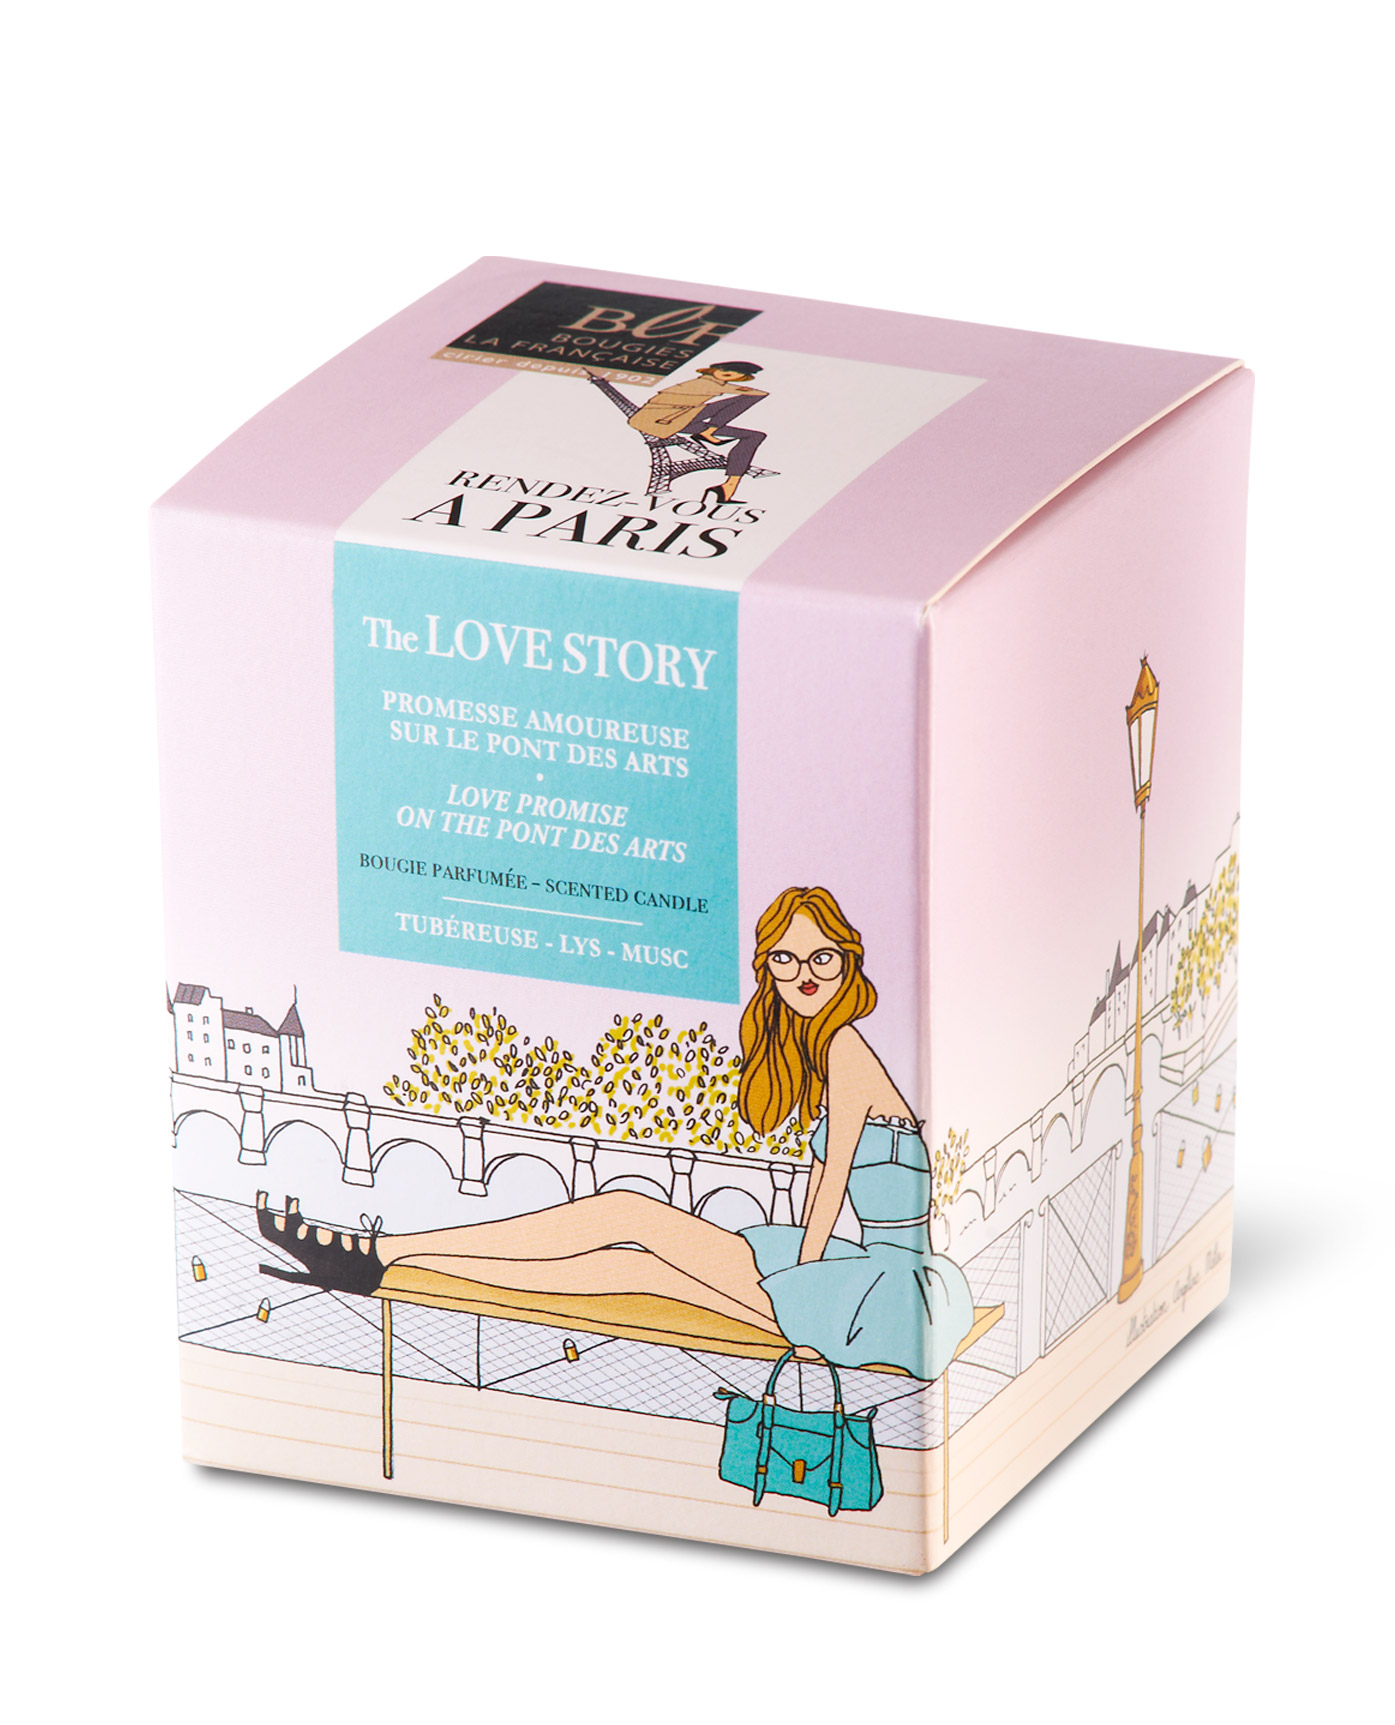 BLF
BOUGIES
LA FRANÇAISE
cirier depuis 1902
RENDEZ-VOUS
A PARIS
The LOVE STORY
PROMESSE AMOUREUSE
SUR LE PONT DES ARTS
•
LOVE PROMISE
ON THE PONT DES ARTS
BOUGIE PARFUMÉE – SCENTED CANDLE
TUBÉREUSE - LYS - MUSC
Illustration